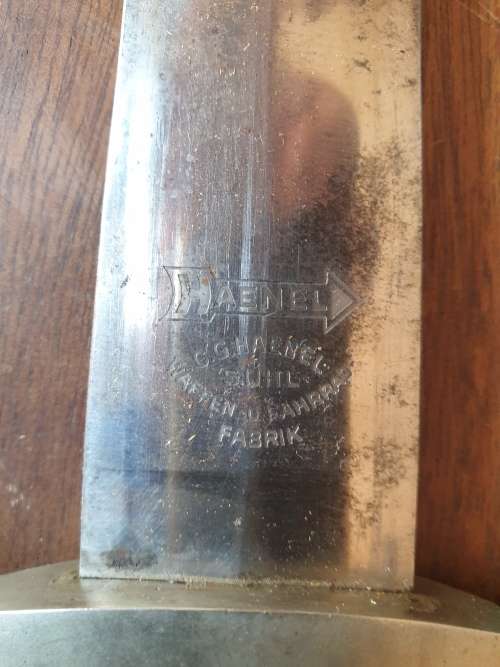 HAENEL
C.G.HAENEL
SUHL
WAFFEN-U.FAHRRAD
FABRIK